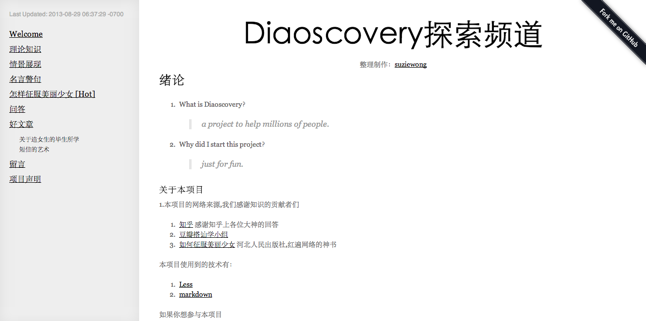 Last Updated: 2013-08-09 06:37:29 -0700
Welcome
理论知识
情景展现
名言警句
怎样征服美丽少女 [Hot]
问答
好文章
关于追女生的毕生所学
短信的艺术
留言
项目声明
Fork me on GitHub
Diaoscovery探索频道
整理制作：suziewong
绪论
1. What is Diaoscovery?
a project to help millions of people.
2. Why did I start this project?
just for fun.
关于本项目
1.本项目的网络来源,我们感谢知识的贡献者们
1. 知乎 感谢知乎上各位大神的回答
2. 豆瓣搭讪学小组
3. 如何征服美丽少女 河北人民出版社,红遍网络的神书
本项目使用到的技术有：
1. Less
2. markdown
如果你想参与本项目